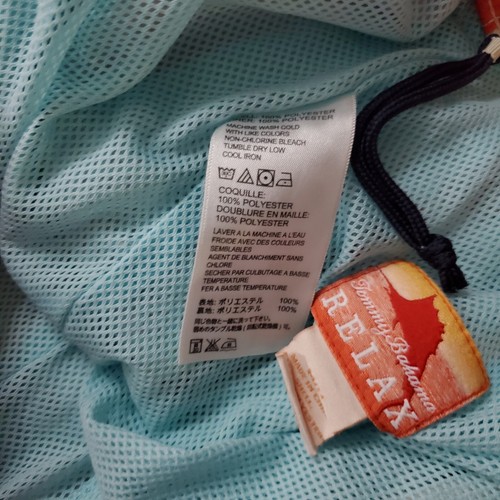 100% POLYESTER
MACHINE WASH COLD
WITH LIKE COLORS
NON-CHLORINE BLEACH
TUMBLE DRY LOW
COOL IRON
COQUILLE:
100% POLYESTER
DOUBLURE EN MAILLE:
100% POLYESTER
LAVER A LA MACHINE A L'EAU
FROIDE AVEC DES COULEURS
SEMBLABLES
AGENT DE BLANCHIMENT SANS
CHLORE
SECHER PAR CULBUTAGE A BASSE
TEMPERATURE
FER A BASSE TEMPERATURE
表地: ポリエステル 100%
裏地: ポリエステル 100%
Tommy Bahama
RELAX